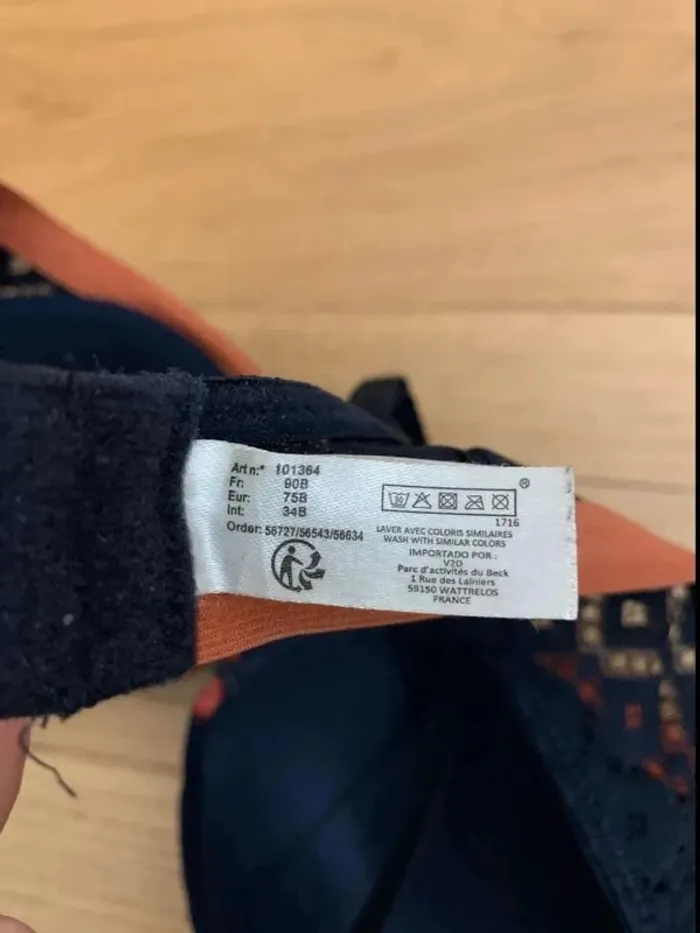 Art n:* 101364
Fr: 90B
Eur: 75B
Int: 34B
Order: 56727/56543/56634
30
®
1716
LAVER AVEC COLORIS SIMILAIRES
WASH WITH SIMILAR COLORS
IMPORTADO POR :
V2D
Parc d'activités du Beck
1 Rue des Lainiers
59150 WATTRELOS
FRANCE